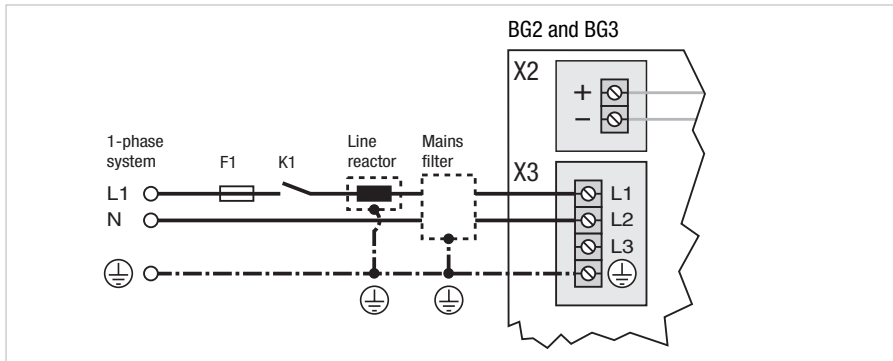 BG2 and BG3
X2
+
−
1-phase
system
F1
K1
Line
reactor
Mains
filter
X3
L1
L1
N
L2
L3